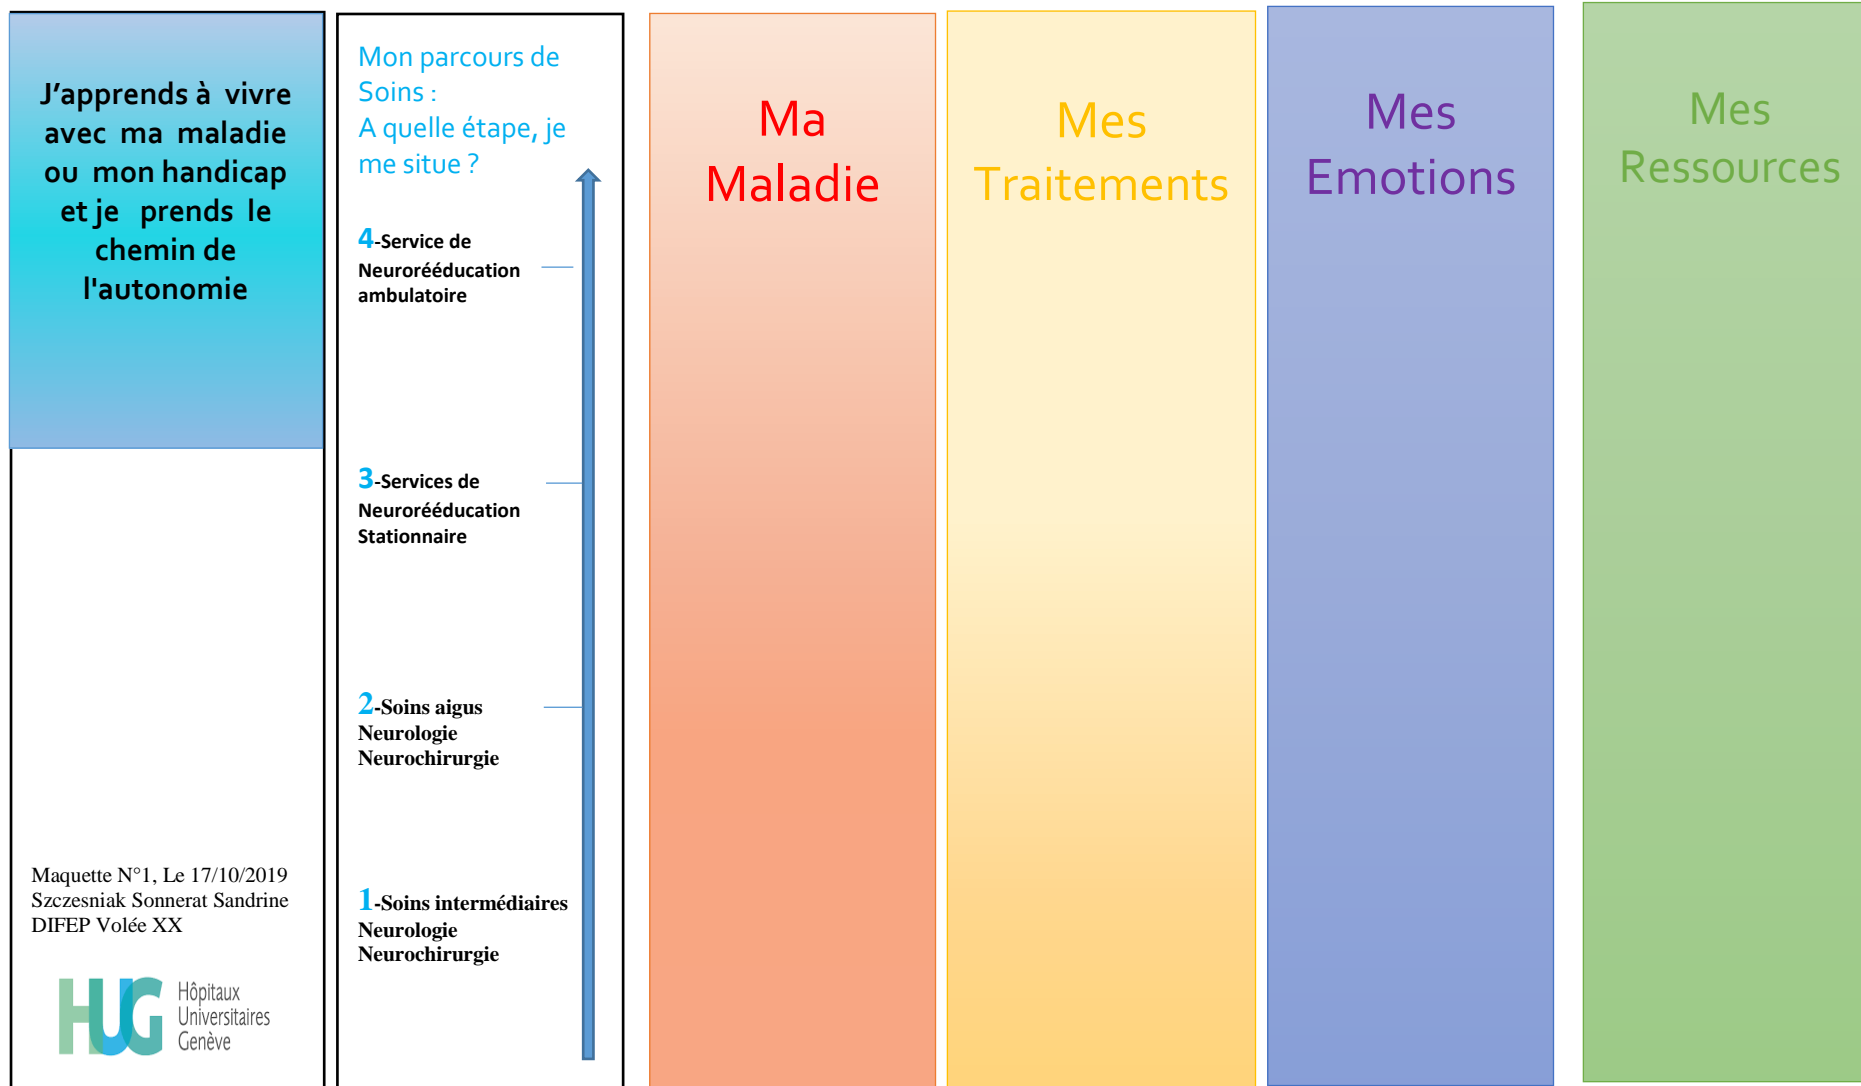 J'apprends à vivre
avec ma maladie
ou mon handicap
et je prends le
chemin de
l'autonomie
Maquette N°1, Le 17/10/2019
Szczesniak Sonnerat Sandrine
DIFEP Volée XX
HUG
Hôpitaux
Universitaires
Genève
Mon parcours de
Soins :
A quelle étape, je
me situe ?
4-Service de
Neurorééducation
ambulatoire
3-Services de
Neurorééducation
Stationnaire
2-Soins aigus
Neurologie
Neurochirurgie
1-Soins intermédiaires
Neurologie
Neurochirurgie
Ma
Maladie
Mes
Traitements
Mes
Emotions
Mes
Ressources